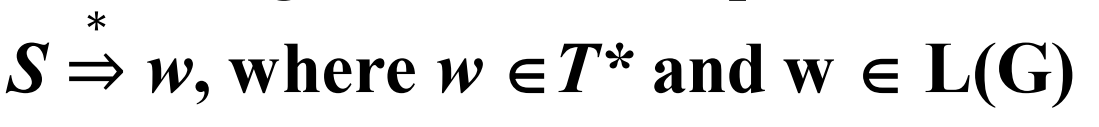 S ⇒* w, where w ∈T* and w ∈ L(G)